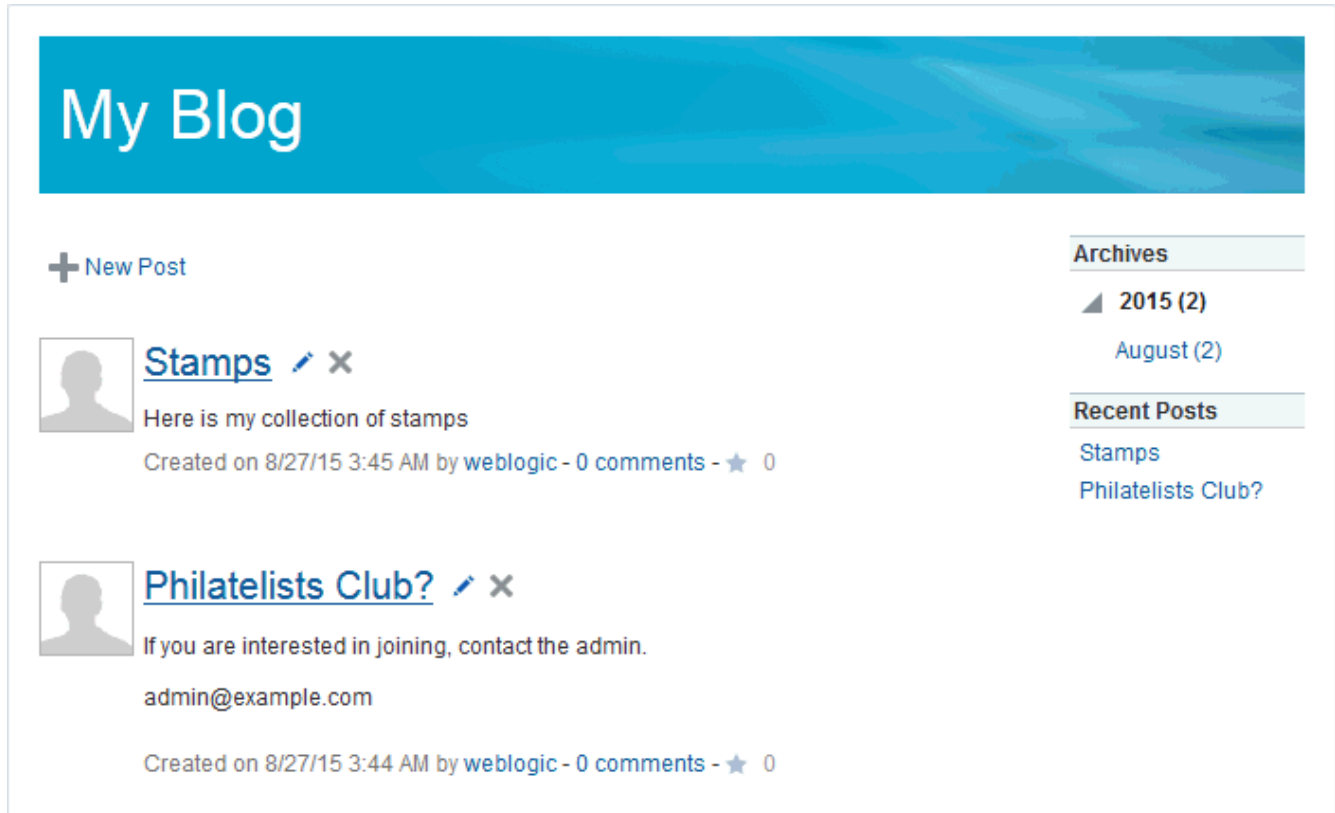 My Blog
New Post
Stamps
Here is my collection of stamps
Created on 8/27/15 3:45 AM by weblogic - 0 comments - 0
Philatelists Club?
If you are interested in joining, contact the admin.
admin@example.com
Created on 8/27/15 3:44 AM by weblogic - 0 comments - 0
Archives
2015 (2)
August (2)
Recent Posts
Stamps
Philatelists Club?